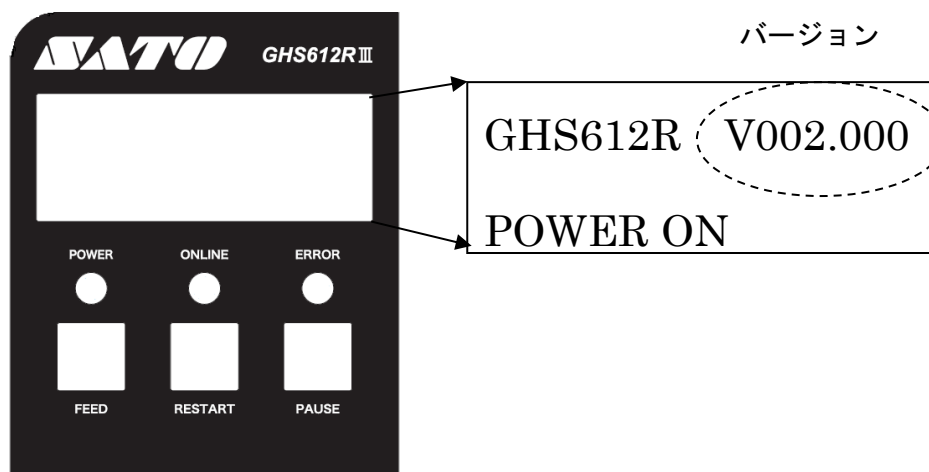 バージョン
SATO GHS612RⅢ
GHS612R V002.000
POWER ON
POWER ONLINE ERROR
FEED RESTART PAUSE